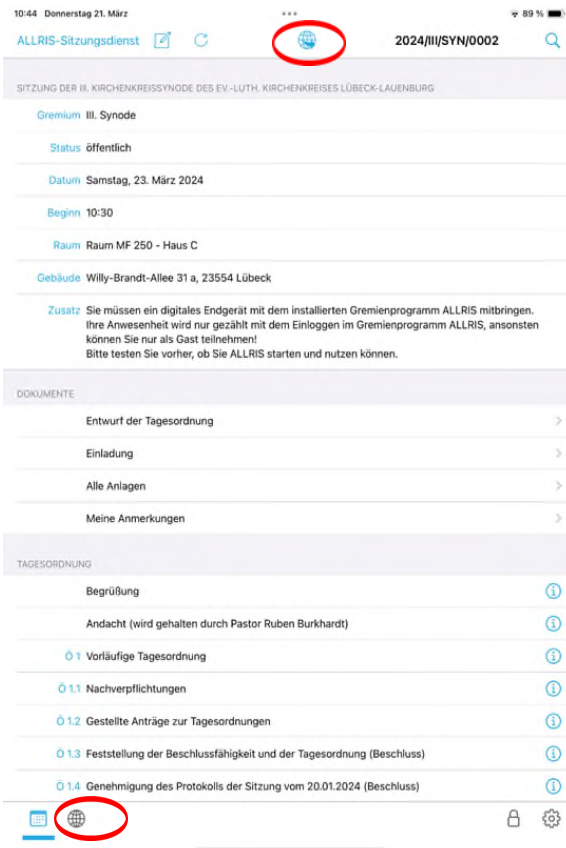 10:44 Donnerstag 21. März
89 %
ALLRIS-Sitzungsdienst
2024/III/SYN/0002
SITZUNG DER III. KIRCHENKREISSYNODE DES EV.-LUTH. KIRCHENKREISES LÜBECK-LAUENBURG
Gremium III. Synode
Status öffentlich
Datum Samstag, 23. März 2024
Beginn 10:30
Raum Raum MF 250 - Haus C
Gebäude Willy-Brandt-Allee 31 a, 23554 Lübeck
Zusatz Sie müssen ein digitales Endgerät mit dem installierten Gremienprogramm ALLRIS mitbringen.
Ihre Anwesenheit wird nur gezählt mit dem Einloggen im Gremienprogramm ALLRIS, ansonsten
können Sie nur als Gast teilnehmen!
Bitte testen Sie vorher, ob Sie ALLRIS starten und nutzen können.
DOKUMENTE
Entwurf der Tagesordnung
Einladung
Alle Anlagen
Meine Anmerkungen
TAGESORDNUNG
Begrüßung
Andacht (wird gehalten durch Pastor Ruben Burkhardt)
Ö 1 Vorläufige Tagesordnung
Ö 1.1 Nachverpflichtungen
Ö 1.2 Gestellte Anträge zur Tagesordnungen
Ö 1.3 Feststellung der Beschlussfähigkeit und der Tagesordnung (Beschluss)
Ö 1.4 Genehmigung des Protokolls der Sitzung vom 20.01.2024 (Beschluss)